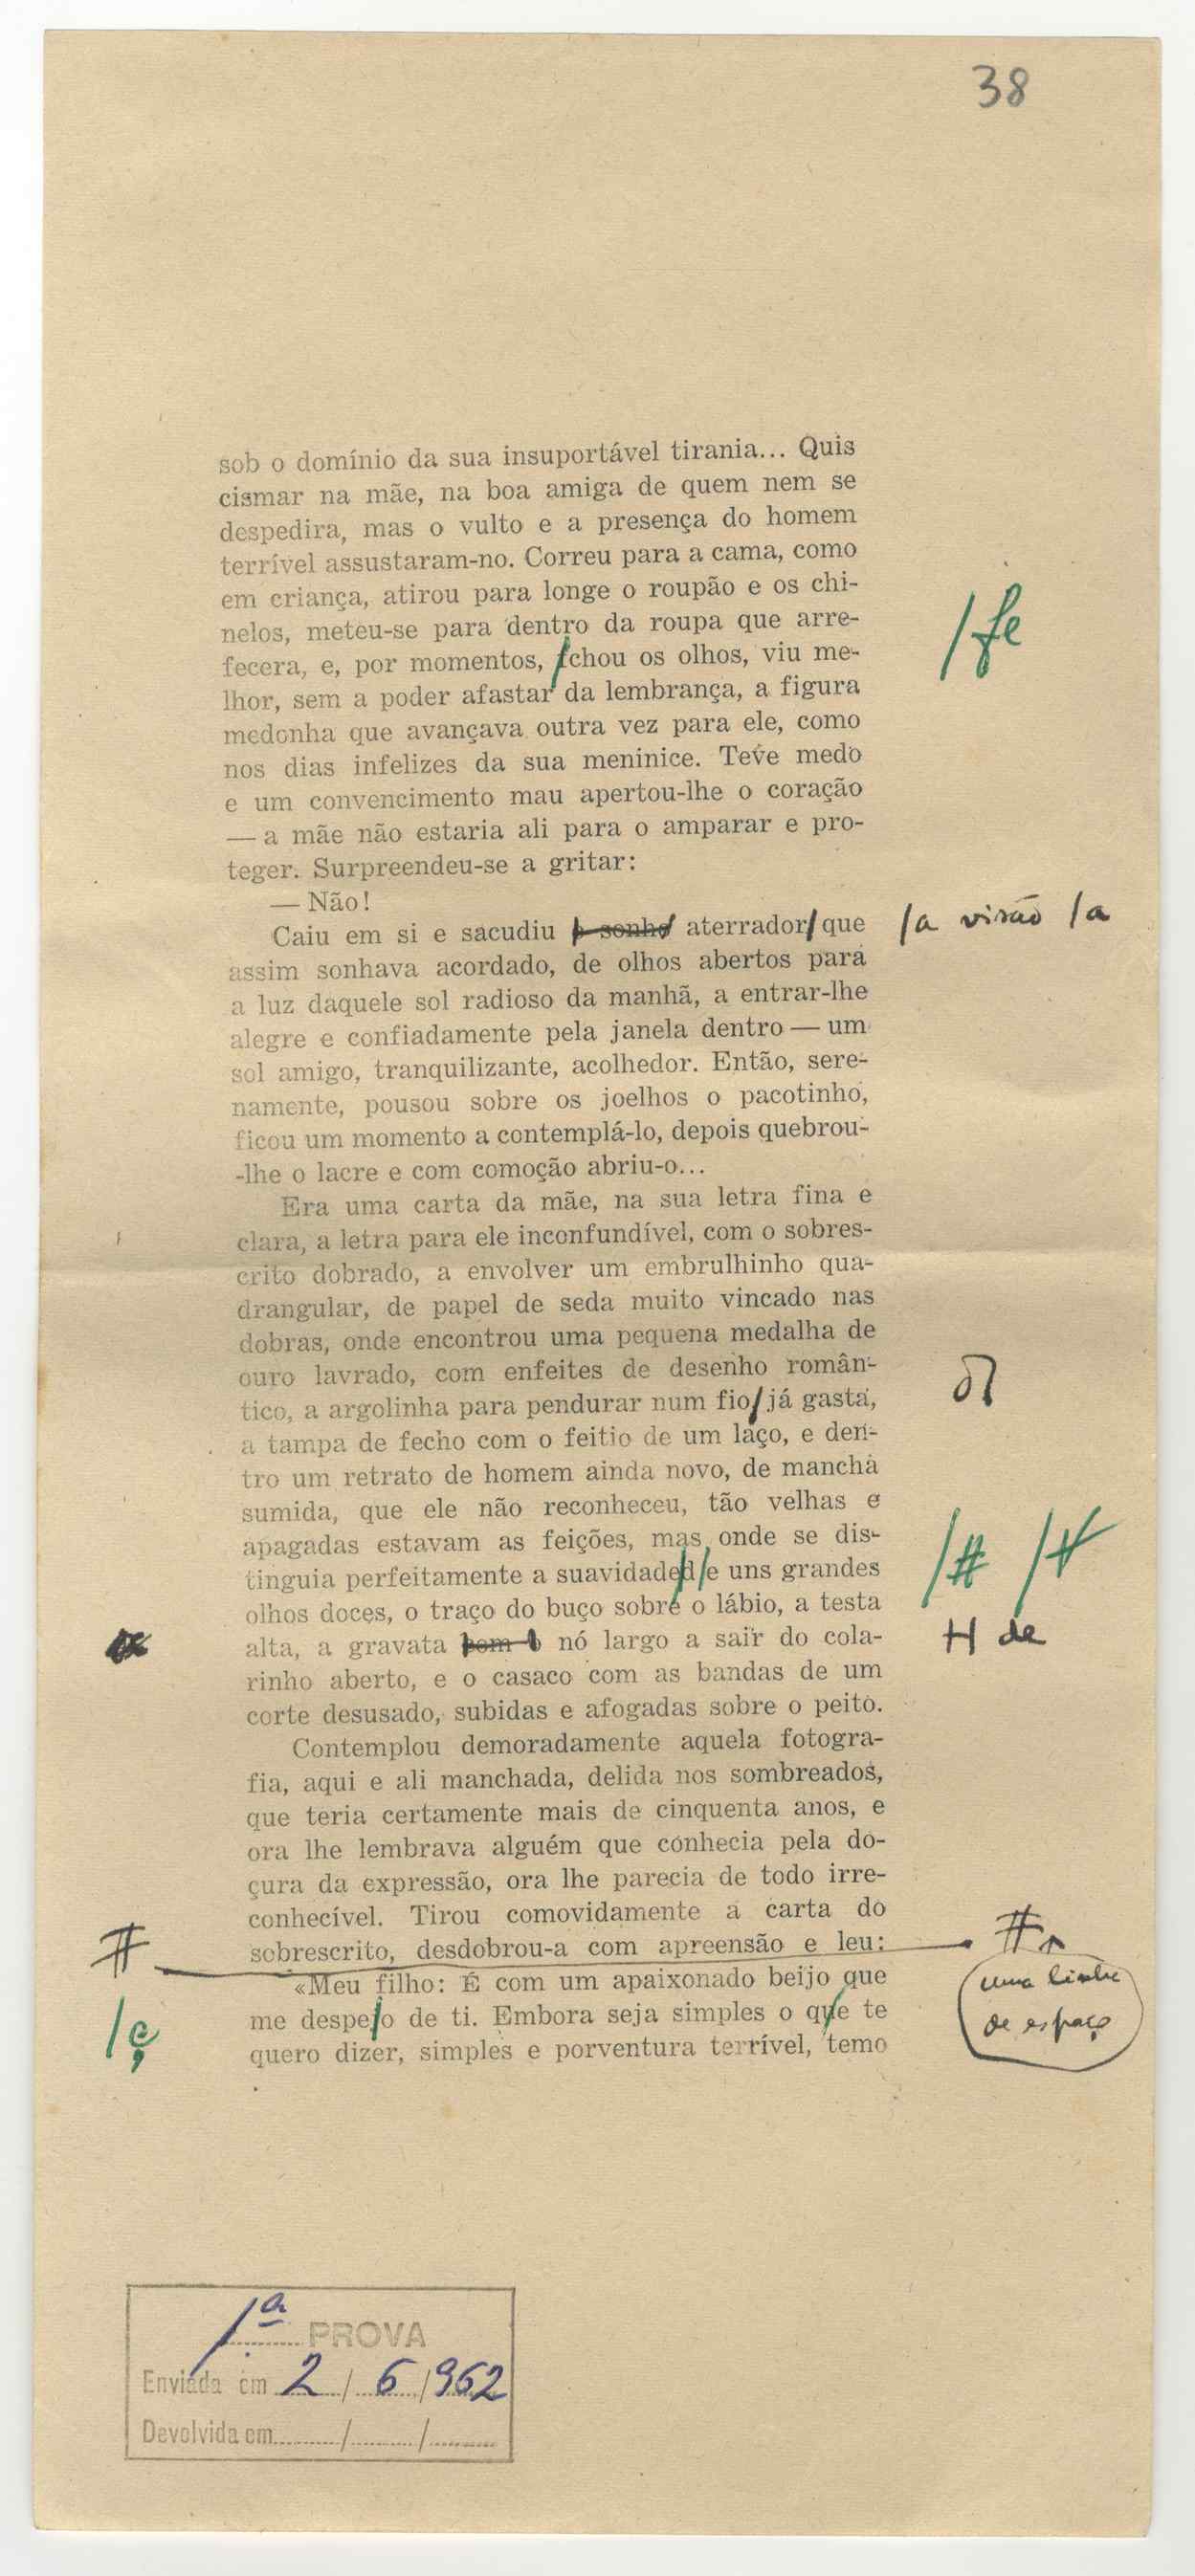 38
sob o domínio da sua insuportável tirania... Quis
cismar na mãe, na boa amiga de quem nem se
despedira, mas o vulto e a presença do homem
terrível assustaram-no. Correu para a cama, como
em criança, atirou para longe o roupão e os chi-
nelos, meteu-se para dentro da roupa que arre-
fecera, e, por momentos, chou os olhos, viu me- /fe
lhor, sem a poder afastar da lembrança, a figura
medonha que avançava outra vez para ele, como
nos dias infelizes da sua meninice. Teve medo
e um convencimento mau apertou-lhe o coração
— a mãe não estaria ali para o amparar e pro-
teger. Surpreendeu-se a gritar:
— Não!
Caiu em si e sacudiu o sonho aterrador/ que /a visão /a
assim sonhava acordado, de olhos abertos para
a luz daquele sol radioso da manhã, a entrar-lhe
alegre e confiadamente pela janela dentro — um
sol amigo, tranquilizante, acolhedor. Então, sere-
namente, pousou sobre os joelhos o pacotinho,
ficou um momento a contemplá-lo, depois quebrou-
-lhe o lacre e com comoção abriu-o...
Era uma carta da mãe, na sua letra fina e
clara, a letra para ele inconfundível, com o sobres-
crito dobrado, a envolver um embrulhinho qua-
drangular, de papel de seda muito vincado nas
dobras, onde encontrou uma pequena medalha de
ouro lavrado, com enfeites de desenho român-
tico, a argolinha para pendurar num fio/já gasta,
a tampa de fecho com o feitio de um laço, e den-
tro um retrato de homem ainda novo, de mancha
sumida, que ele não reconheceu, tão velhas e
apagadas estavam as feições, mas onde se dis-
tinguia perfeitamente a suavidade/d/e uns grandes /#
olhos doces, o traço do buço sobre o lábio, a testa
alta, a gravata nó largo a sair do cola- H de
rinho aberto, e o casaco com as bandas de um
corte desusado, subidas e afogadas sobre o peito.
Contemplou demoradamente aquela fotogra-
fia, aqui e ali manchada, delida nos sombreados,
que teria certamente mais de cinquenta anos, e
ora lhe lembrava alguém que conhecia pela do-
çura da expressão, ora lhe parecia de todo irre-
conhecível. Tirou comovidamente a carta do
sobrescrito, desdobrou-a com apreensão e leu: #
«Meu filho: É com um apaixonado beijo que uma linha
me despe/o de ti. Embora seja simples o que te de espaço
/ç quero dizer, simples e porventura terrível, temo
1ª PROVA
Enviada em 2/6/962
Devolvida em ......../......../........